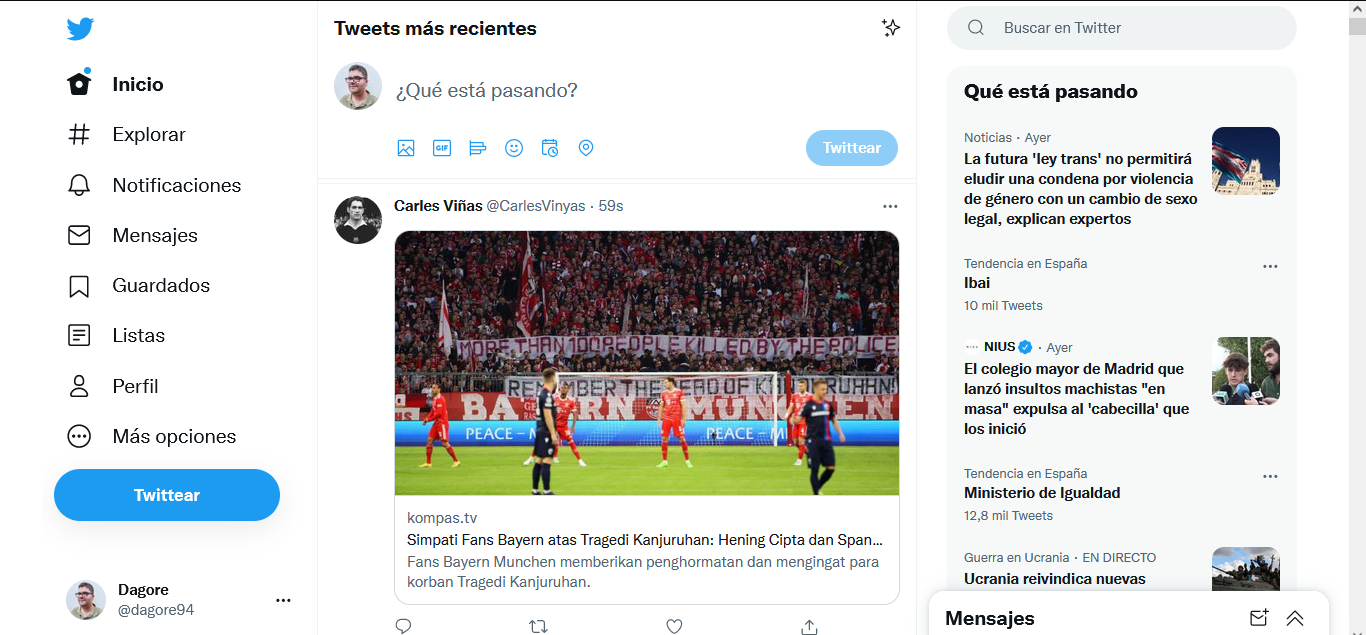 Inicio
Explorar
Notificaciones
Mensajes
Guardados
Listas
Perfil
Más opciones
Twittear
Dagore
@dagore94
Tweets más recientes
¿Qué está pasando?
GIF
Twittear
Carles Viñas @CarlesVinyas · 59s
MORE THAN 100 PEOPLE KILLED BY THE POLICE
REMEMBER THE DEAD OF
BAYERN MÜNCHEN
PEACE – PEACE –
kompas.tv
Simpati Fans Bayern atas Tragedi Kanjuruhan: Hening Cipta dan Span...
Fans Bayern Munchen memberikan penghormatan dan mengingat para
korban Tragedi Kanjuruhan.
Buscar en Twitter
Qué está pasando
Noticias · Ayer
La futura 'ley trans' no permitirá
eludir una condena por violencia
de género con un cambio de sexo
legal, explican expertos
Tendencia en España
Ibai
10 mil Tweets
NIUS · Ayer
El colegio mayor de Madrid que
lanzó insultos machistas "en
masa" expulsa al 'cabecilla' que
los inició
Tendencia en España
Ministerio de Igualdad
12,8 mil Tweets
Guerra en Ucrania · EN DIRECTO
Ucrania reivindica nuevas
Mensajes